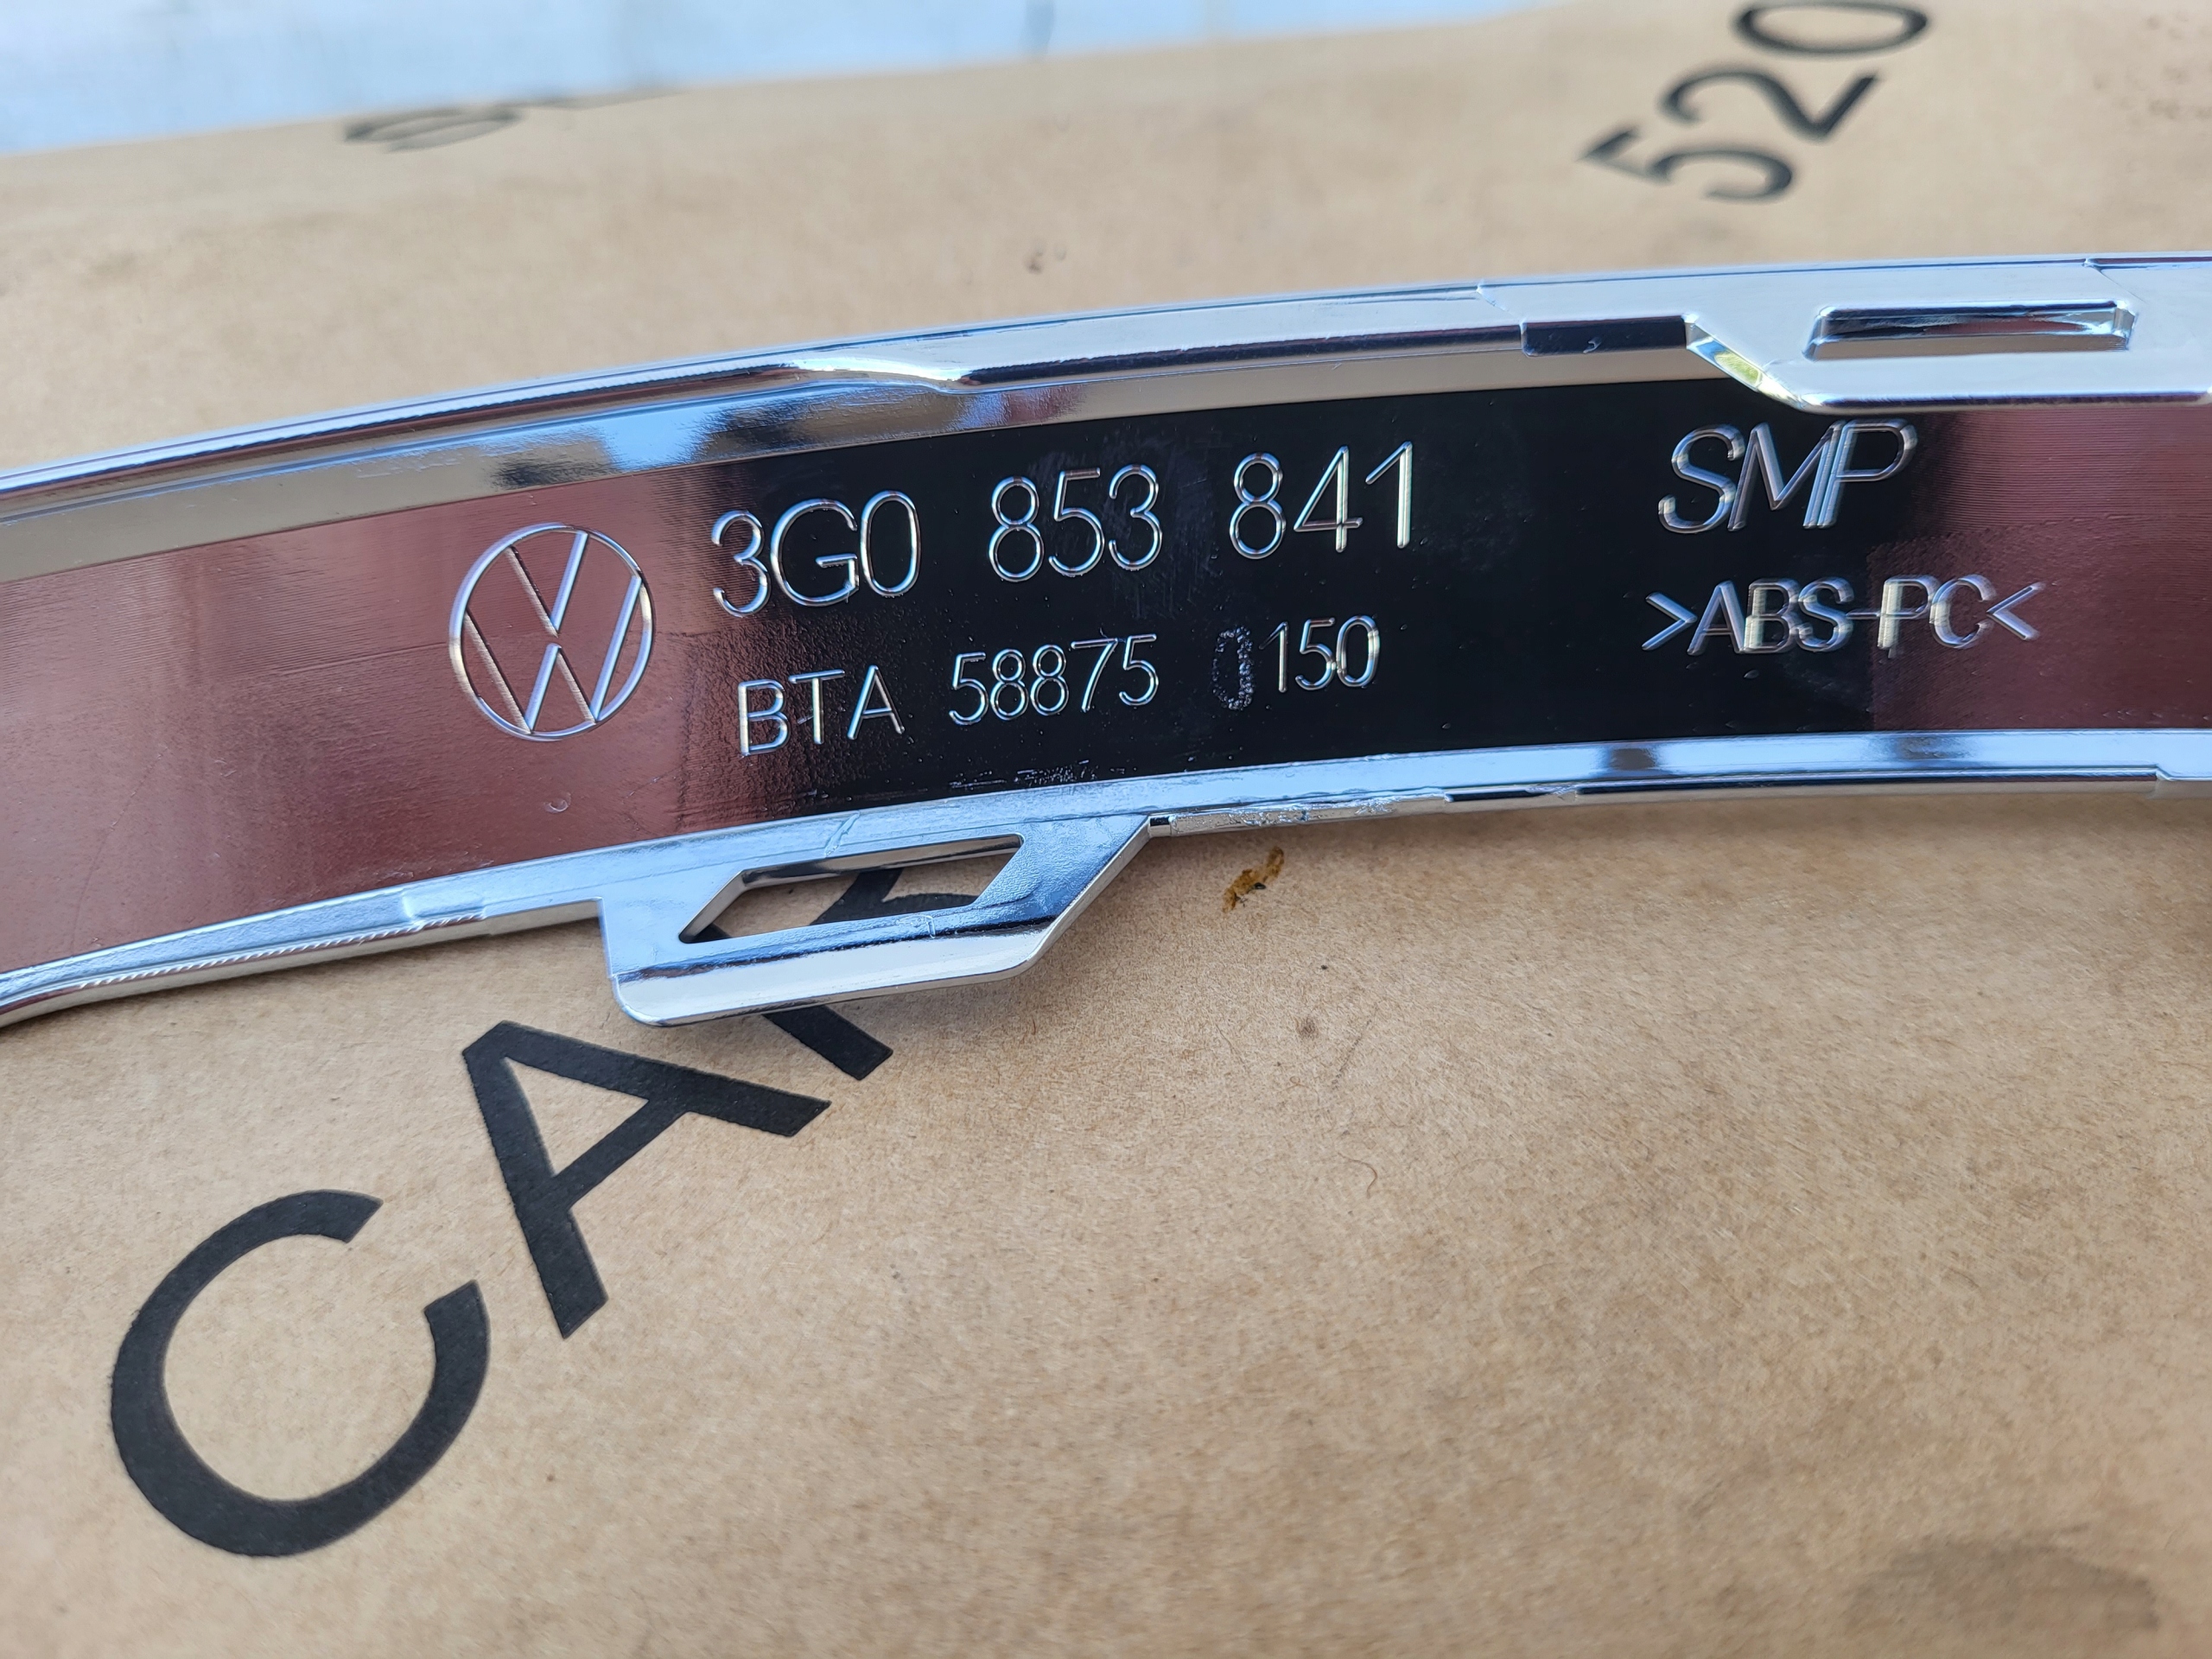 520
3G0 853 841
SMP
BTA 58875 0150
>ABS-PC<